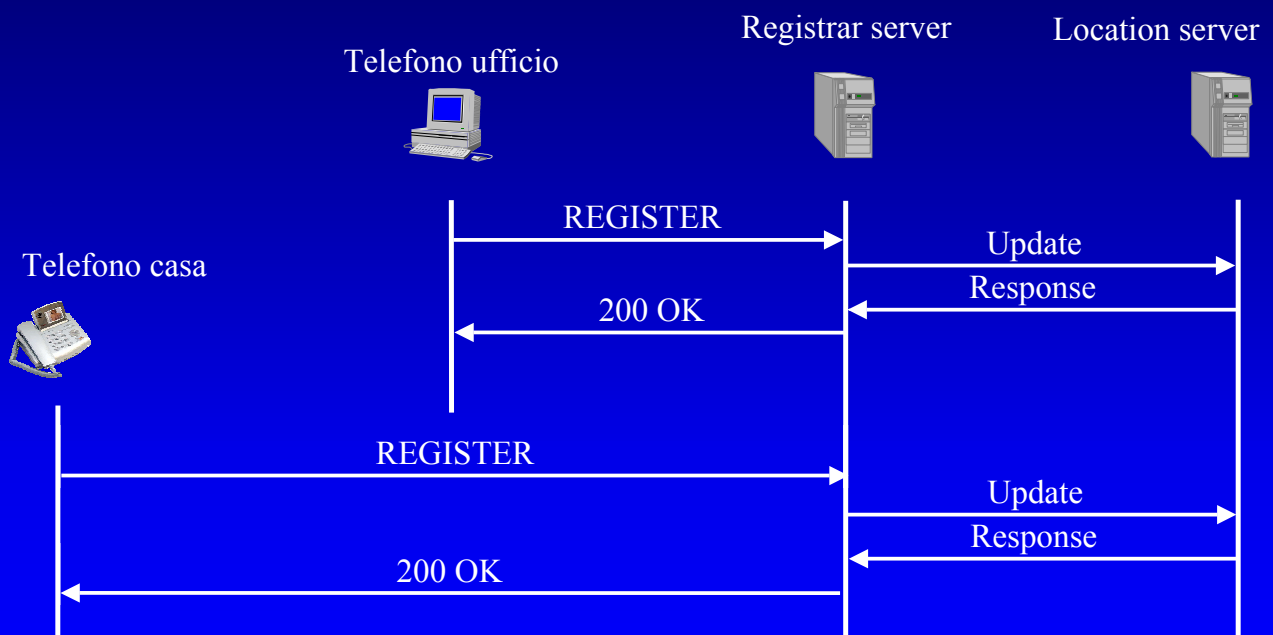 Registrar server
Location server
Telefono ufficio
REGISTER
Update
Telefono casa
Response
200 OK
REGISTER
Update
Response
200 OK